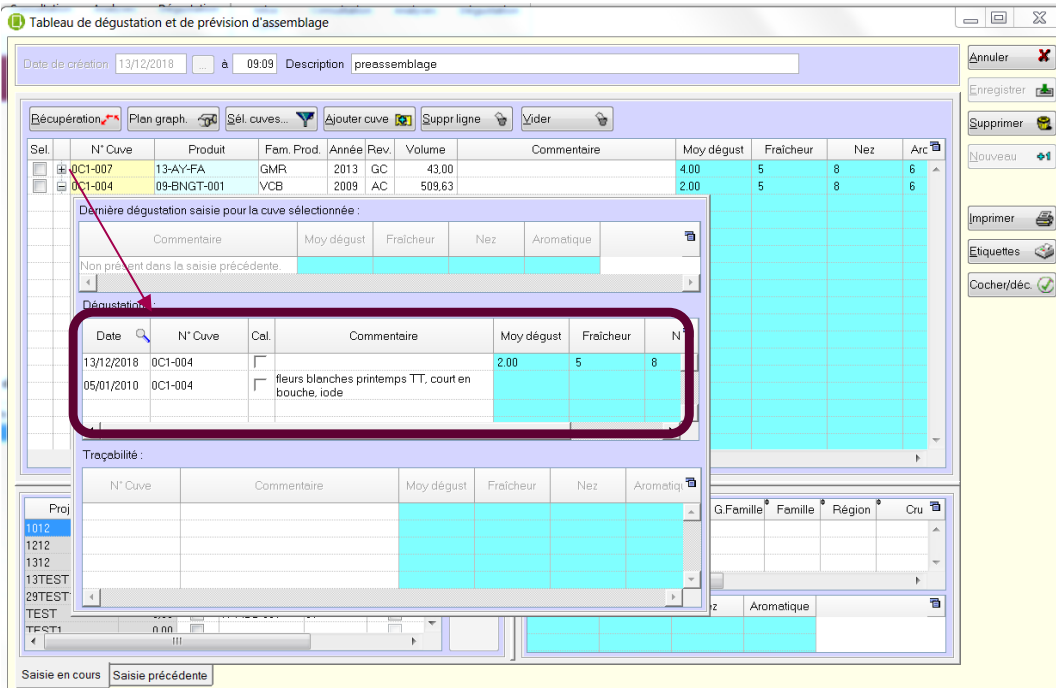 Tableau de dégustation et de prévision d'assemblage
Date de création 13/12/2018 ... à 09:09 Description preassemblage
Annuler
Enregistrer
Supprimer
Nouveau
Imprimer
Etiquettes
Cocher/déc.
Récupération Plan graph. Sél. cuves... Ajouter cuve Suppr ligne Vider
Sel. N° Cuve Produit Fam. Prod. Année Rev. Volume Commentaire Moy dégust Fraîcheur Nez Arc
0C1-007 13-AY-FA GMR 2013 GC 43,00 4.00 5 8 6
0C1-004 09-BNGT-001 VCB 2009 AC 509,63 2.00 5 8 6
Dernière dégustation saisie pour la cuve sélectionnée :
Commentaire Moy dégust Fraîcheur Nez Aromatique
Non présent dans la saisie précédente.
Dégustations :
Date N° Cuve Cal. Commentaire Moy dégust Fraîcheur N
13/12/2018 0C1-004 2.00 5 8
05/01/2010 0C1-004 fleurs blanches printemps TT, court en
bouche, iode
Traçabilité :
N° Cuve Commentaire Moy dégust Fraîcheur Nez Aromatiqu
Proj G.Famille Famille Région Cru
1012
1212
1312
13TEST
29TEST
TEST
TEST1 0,00
Aromatique
Saisie en cours Saisie précédente